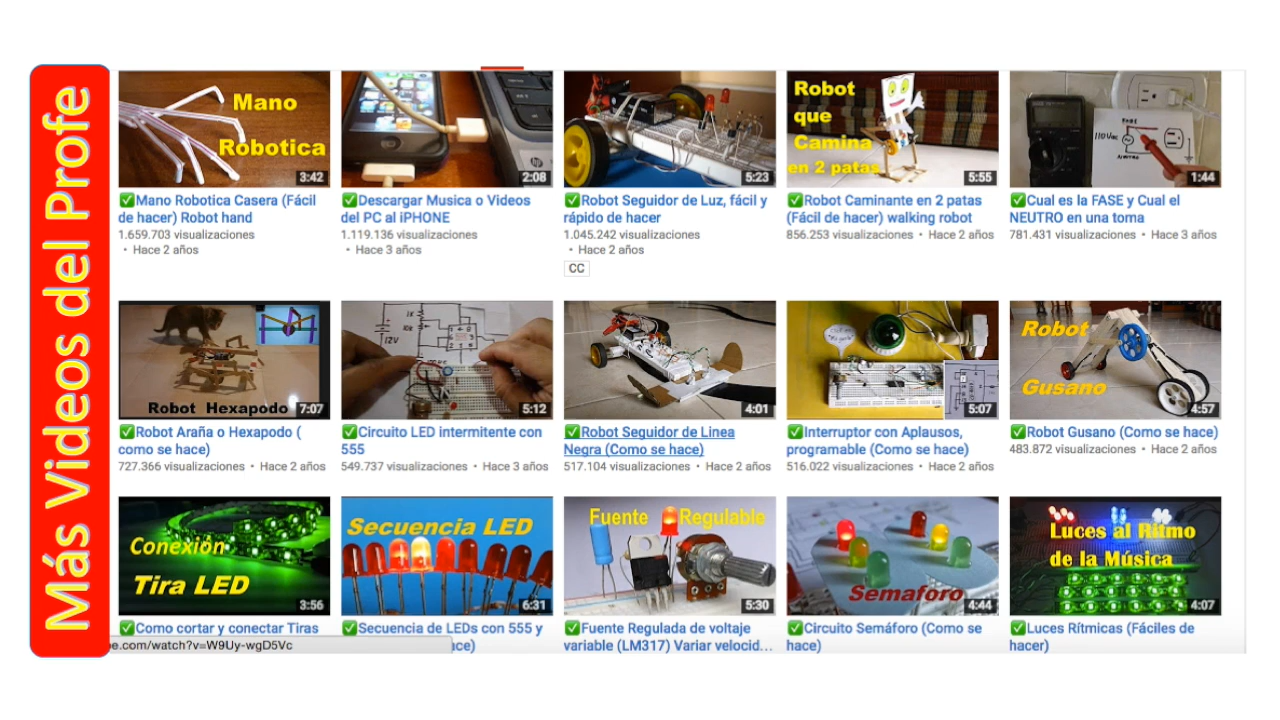 Más Videos del Profe
Mano
Robotica
3:42
2:08
5:23
Robot
que
Camina
en 2 patas
5:55
110Vac
FASE
NEUTRO
1:44
✅Mano Robotica Casera (Fácil
de hacer) Robot hand
1.659.703 visualizaciones
• Hace 2 años
✅Descargar Musica o Videos
del PC al iPHONE
1.119.136 visualizaciones
• Hace 3 años
✅Robot Seguidor de Luz, fácil y
rápido de hacer
1.045.242 visualizaciones
• Hace 2 años
CC
✅Robot Caminante en 2 patas
(Fácil de hacer) walking robot
856.253 visualizaciones • Hace 2 años
✅Cual es la FASE y Cual el
NEUTRO en una toma
781.431 visualizaciones • Hace 3 años
Robot Hexapodo
7:07
12V
5:12
4:01
5:07
Robot
Gusano
4:57
✅Robot Araña o Hexapodo (
como se hace)
727.366 visualizaciones • Hace 2 años
✅Circuito LED intermitente con
555
549.737 visualizaciones • Hace 3 años
✅Robot Seguidor de Linea
Negra (Como se hace)
517.104 visualizaciones • Hace 2 años
✅Interruptor con Aplausos,
programable (Como se hace)
516.022 visualizaciones • Hace 2 años
✅Robot Gusano (Como se hace)
483.872 visualizaciones • Hace 2 años
Conexión
Tira LED
3:56
Secuencia LED
6:31
Fuente Regulable
5:30
Semaforo
4:44
Luces al Ritmo
de la Música
4:07
✅Como cortar y conectar Tiras
✅Secuencia de LEDs con 555 y
ce)
✅Fuente Regulada de voltaje
variable (LM317) Variar velocid...
✅Circuito Semáforo (Como se
hace)
✅Luces Rítmicas (Fáciles de
hacer)
be.com/watch?v=W9Uy-wgD5Vc